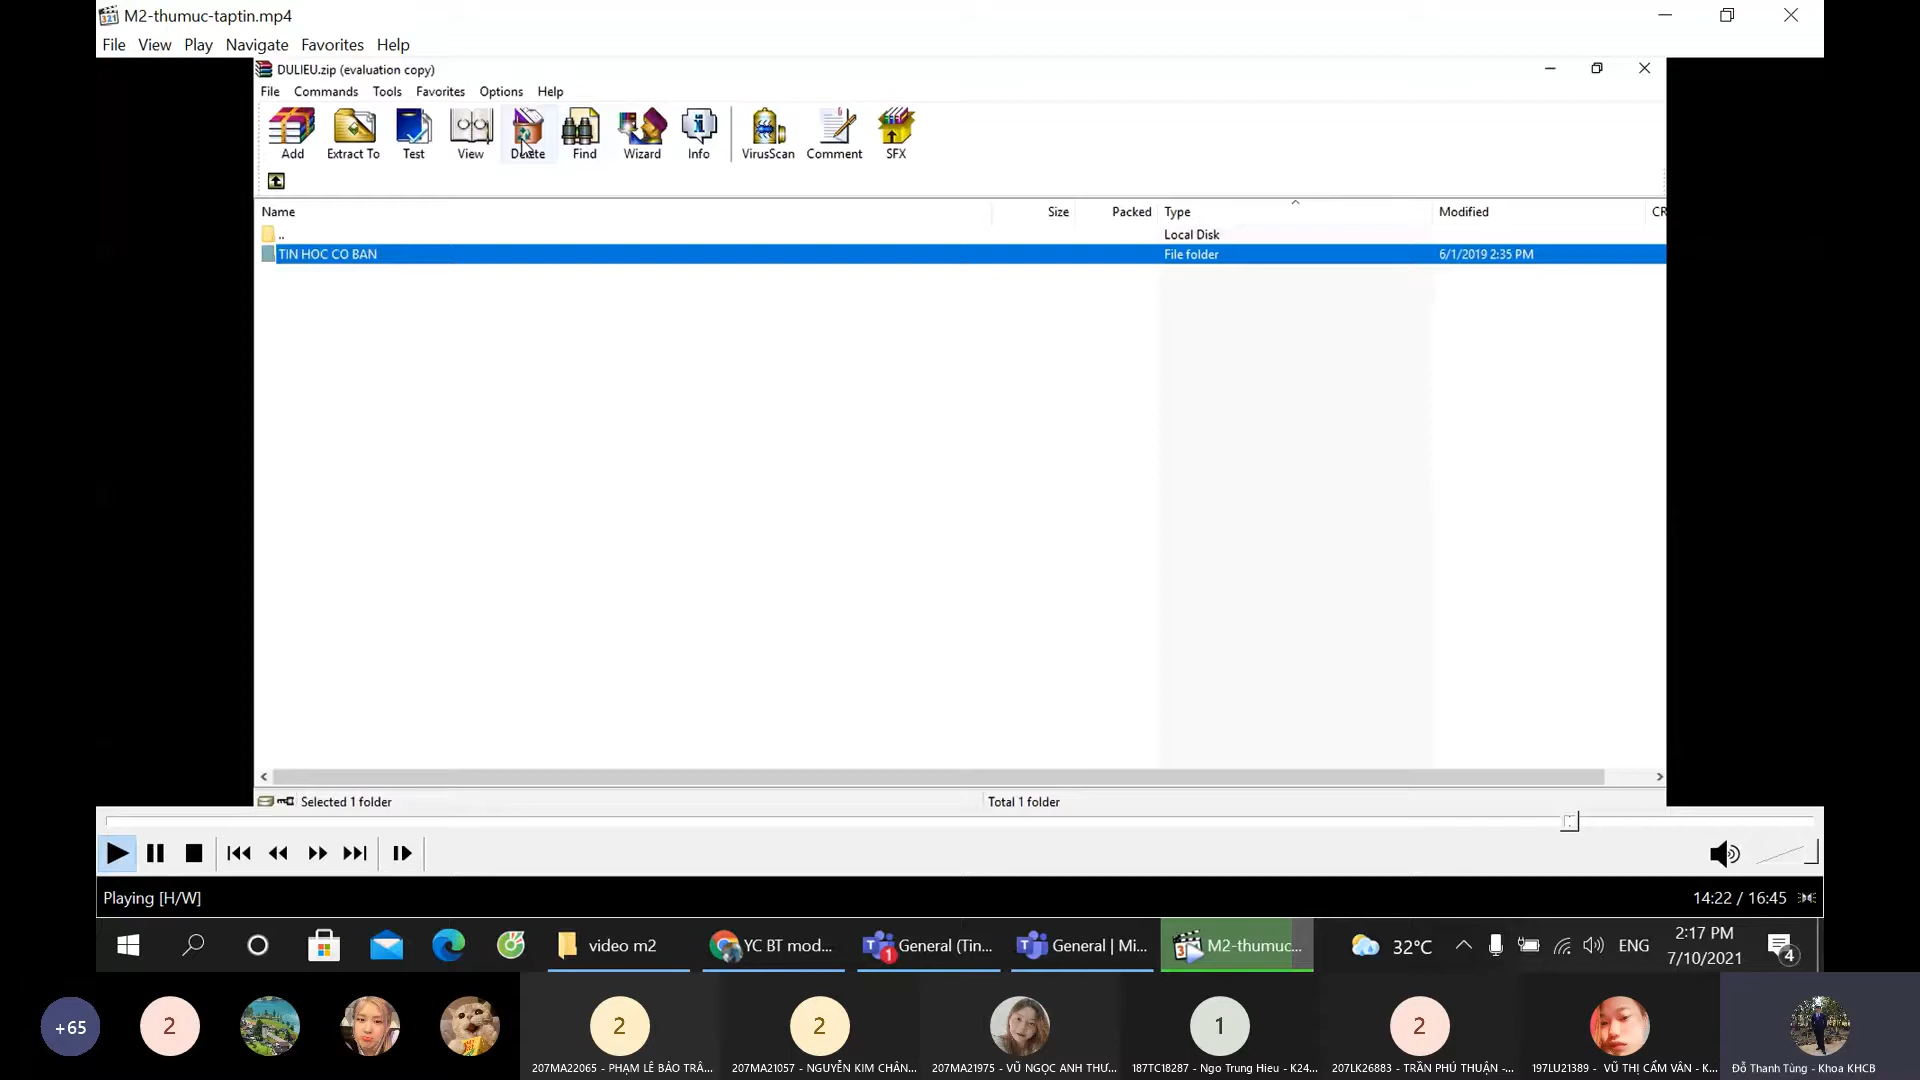 M2-thumuc-taptin.mp4
File View Play Navigate Favorites Help
DULIEU.zip (evaluation copy)
File Commands Tools Favorites Options Help
Add Extract To Test View Delete Find Wizard Info VirusScan Comment SFX
Name Size Packed Type Modified CR
.. Local Disk
TIN HOC CO BAN File folder 6/1/2019 2:35 PM
Selected 1 folder Total 1 folder
Playing [H/W] 14:22 / 16:45
video m2 YC BT mod... General (Tin... General | Mi... M2-thumuc... 32°C ENG 2:17 PM
7/10/2021
1
4
+65 2 2 2 1 2
207MA22065 - PHẠM LÊ BẢO TRÂ... 207MA21057 - NGUYỄN KIM CHÂN... 207MA21975 - VŨ NGỌC ANH THƯ... 187TC18287 - Ngo Trung Hieu - K24... 207LK26883 - TRẦN PHÚ THUẬN -... 197LU21389 - VŨ THỊ CẨM VÂN - K... Đỗ Thanh Tùng - Khoa KHCB